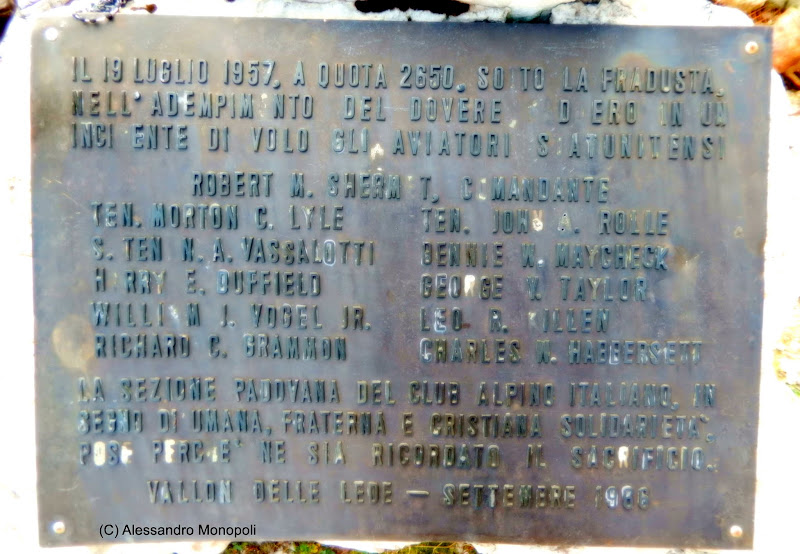 IL 19 LUGLIO 1957, A QUOTA 2650, SOTTO LA FRADUSTA,
NELL'ADEMPIMENTO DEL DOVERE DIERO IN UN
INCIDENTE DI VOLO GLI AVIATORI STATUNITENSI
ROBERT M. COMANDANTE
TEN. MORTON C. LYLE TEN. JOHN A. ROLLE
S. TEN N. A. VASSALOTTI DENNIE W. MAYCHECK
HARRY E. DUFFIELD GEORGE V. TAYLOR
WILLIAM J. VOGEL JR. LEO R. KILLEN
RICHARD C. GRAMMON CHARLES W. HABBERSETT
LA SEZIONE PADOVANA DEL CLUB ALPINO ITALIANO, IN
SEGNO DI UMANA, FRATERNA E CRISTIANA SOLIDARIETA',
POSE PERCHE' NE SIA RICORDATO IL SACRIFICIO.
VALLON DELLE LEDE - SETTEMBRE
(C) Alessandro Monopoli